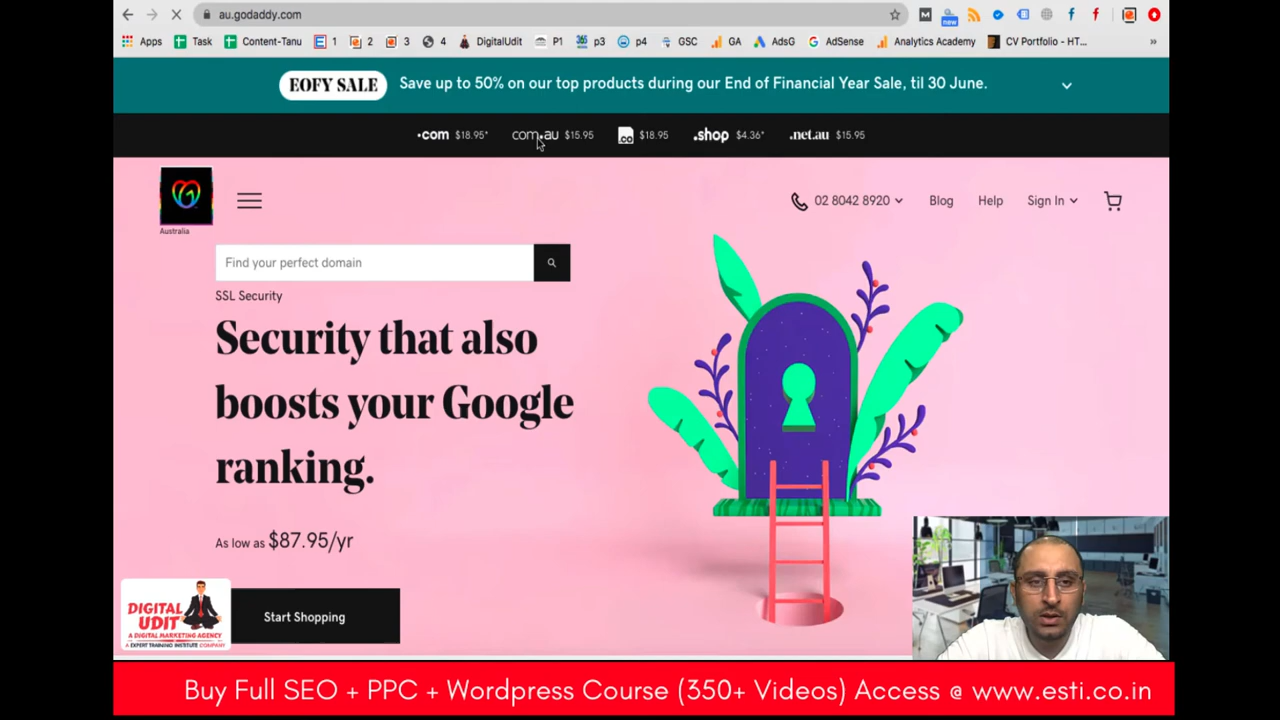 au.godaddy.com
new
Apps Task Content-Tanu 1 2 3 4 DigitalUdit P1 p3 p4 GSC GA AdsG AdSense Analytics Academy CV Portfolio - HT...
EOFY SALE Save up to 50% on our top products during our End of Financial Year Sale, til 30 June.
.com $18.95* com.au $15.95 .co $18.95 .shop $4.36* .net.au $15.95
02 8042 8920 Blog Help Sign In
Australia
Find your perfect domain
SSL Security
Security that also
boosts your Google
ranking.
As low as $87.95/yr
Start Shopping
DIGITAL
UDIT
A DIGITAL MARKETING AGENCY
A EXPERT TRAINING INSTITUTE COMPANY
Buy Full SEO + PPC + Wordpress Course (350+ Videos) Access @ www.esti.co.in